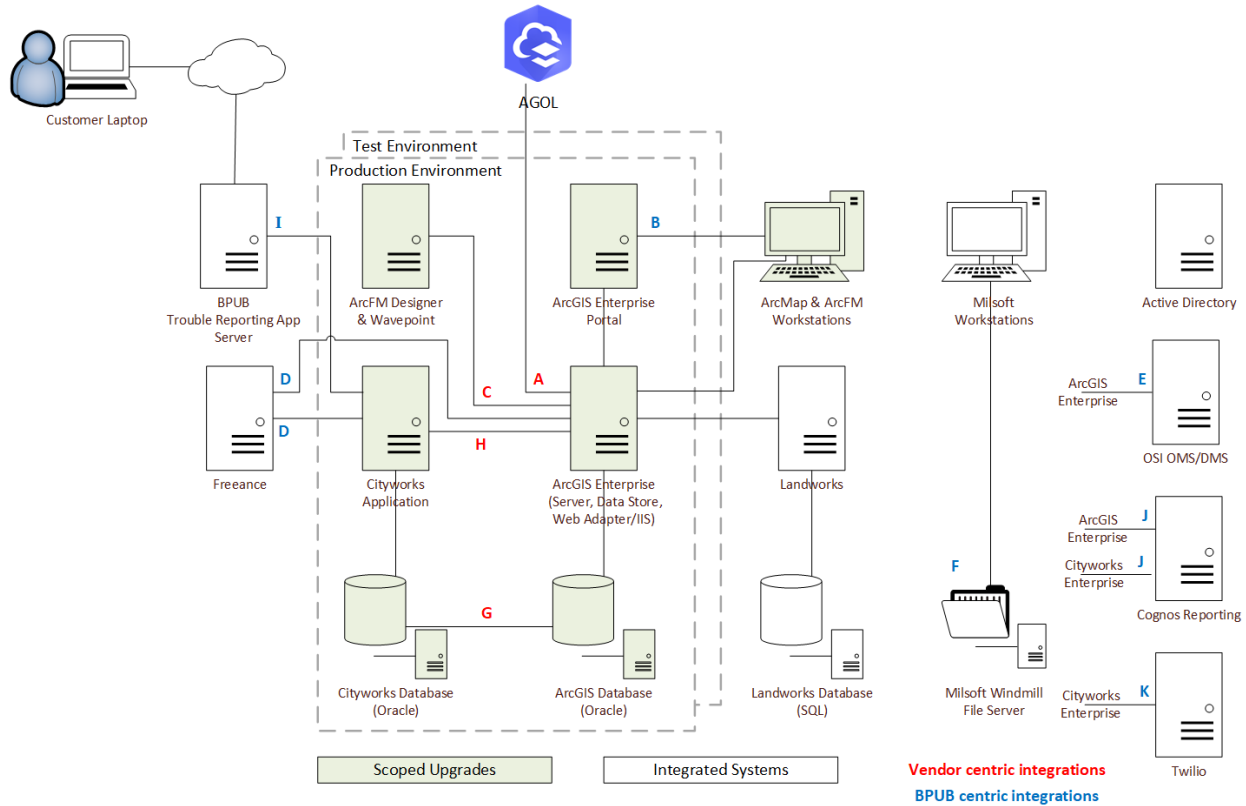 AGOL
Customer Laptop
Test Environment
Production Environment
I
B
BPUB
Trouble Reporting App
Server
ArcFM Designer
& Wavepoint
ArcGIS Enterprise
Portal
ArcMap & ArcFM
Workstations
Milsoft
Workstations
Active Directory
D
C
A
ArcGIS
Enterprise
E
D
H
Freeance
Cityworks
Application
ArcGIS Enterprise
(Server, Data Store,
Web Adapter/IIS)
Landworks
OSI OMS/DMS
ArcGIS
Enterprise
J
Cityworks
Enterprise
J
F
G
Cognos Reporting
Cityworks Database
(Oracle)
ArcGIS Database
(Oracle)
Landworks Database
(SQL)
Milsoft Windmill
File Server
Cityworks
Enterprise
K
Twilio
Scoped Upgrades
Integrated Systems
Vendor centric integrations
BPUB centric integrations